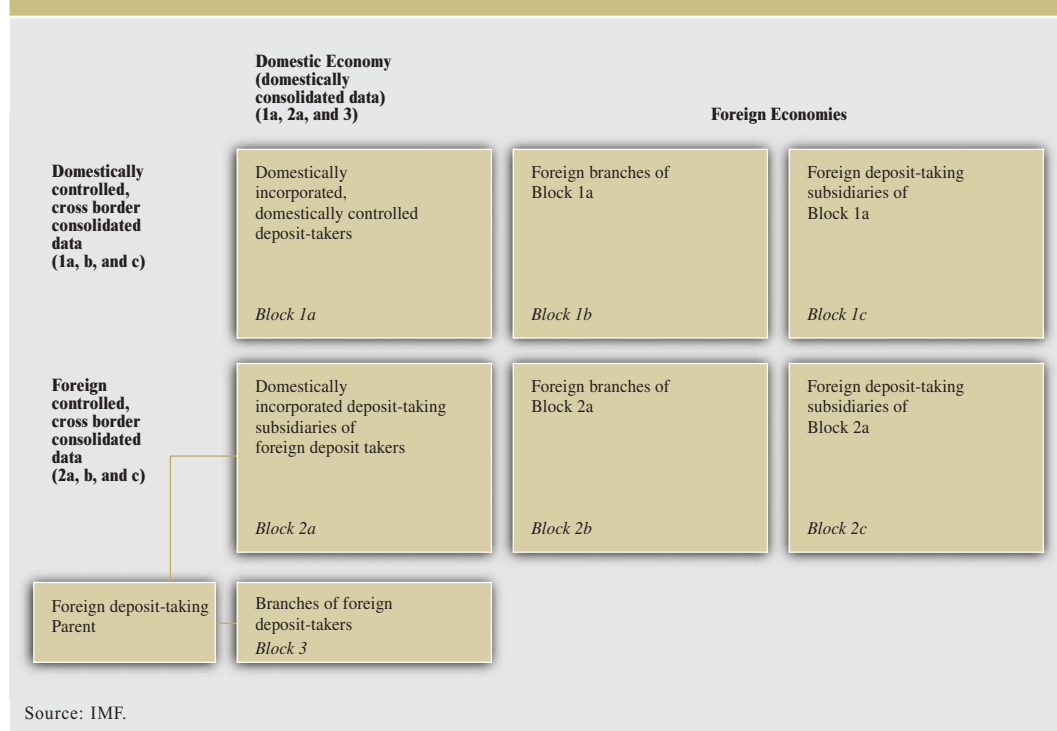 Domestic Economy
(domestically
consolidated data)
(1a, 2a, and 3)
Foreign Economies
Domestically
controlled,
cross border
consolidated
data
(1a, b, and c)
Domestically
incorporated,
domestically controlled
deposit-takers
Block 1a
Foreign branches of
Block 1a
Block 1b
Foreign deposit-taking
subsidiaries of
Block 1a
Block 1c
Foreign
controlled,
cross border
consolidated
data
(2a, b, and c)
Domestically
incorporated deposit-taking
subsidiaries of
foreign deposit takers
Block 2a
Foreign branches of
Block 2a
Block 2b
Foreign deposit-taking
subsidiaries of
Block 2a
Block 2c
Foreign deposit-taking
Parent
Branches of foreign
deposit-takers
Block 3
Source: IMF.